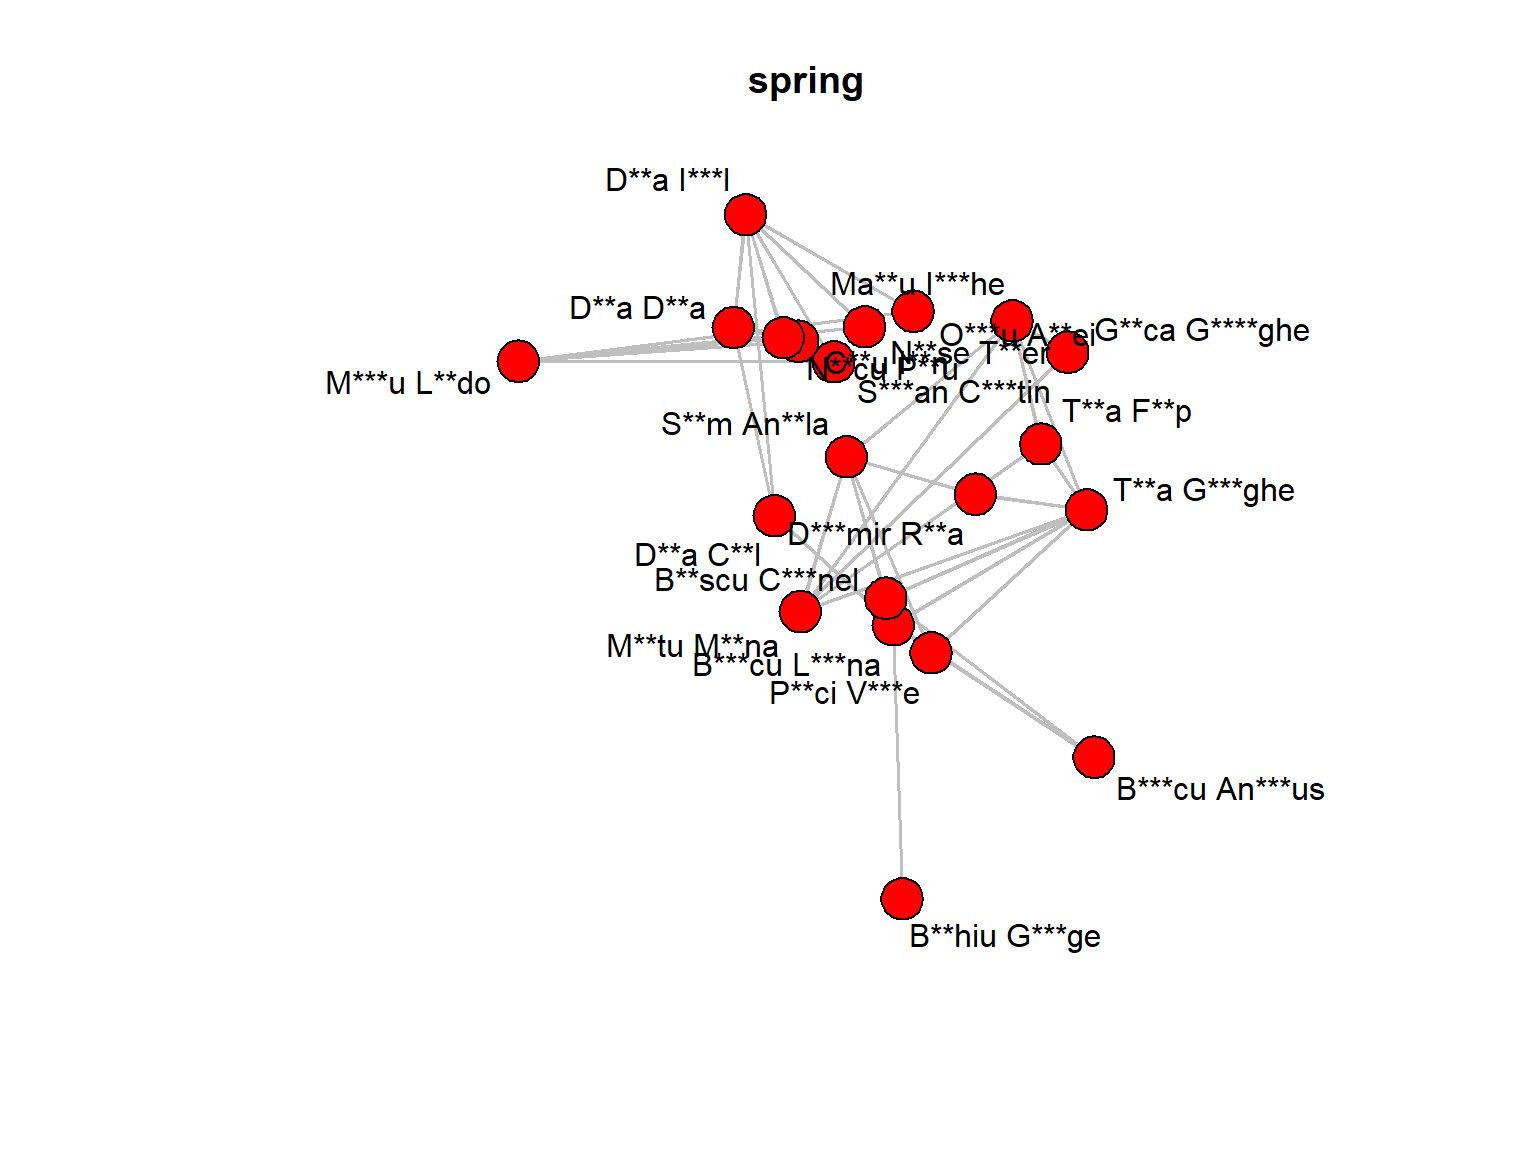 spring
D**a I***l
Ma**u I***he
D**a D**a
O***u A**ei
G**ca G****ghe
N**se T**er
N**cu P**ru
M***u L**do
S***an C***tin
T**a F**p
S**m An**la
T**a G***ghe
D***mir R**a
D**a C**l
B**scu C***nel
M**tu M**na
B***cu L***na
P**ci V***e
B***cu An***us
B**hiu G***ge